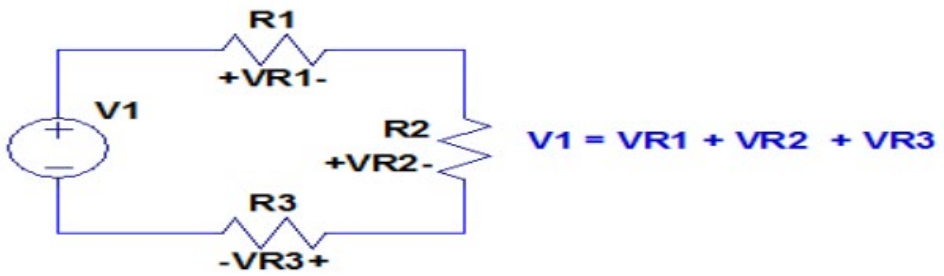 R1
+VR1-
V1
+
R2
V1 = VR1 + VR2 + VR3
+VR2-
−
R3
-VR3+